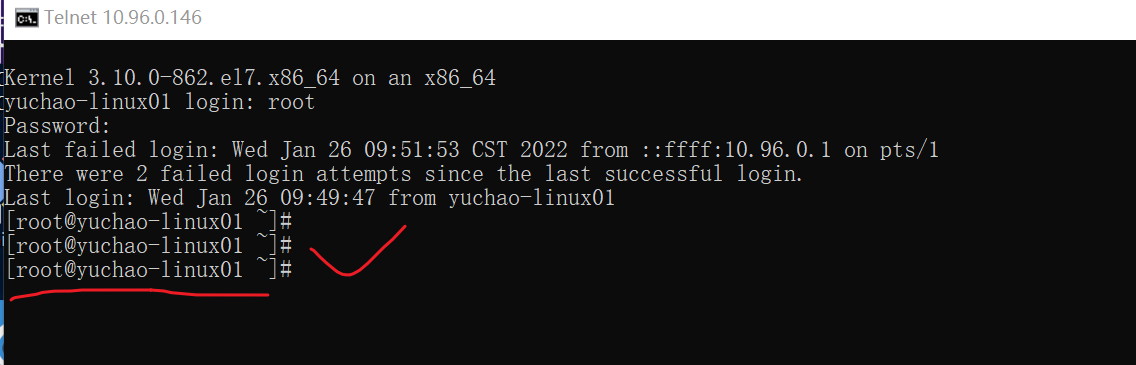 Telnet 10.96.0.146
Kernel 3.10.0-862.el7.x86_64 on an x86_64
yuchao-linux01 login: root
Password:
Last failed login: Wed Jan 26 09:51:53 CST 2022 from ::ffff:10.96.0.1 on pts/1
There were 2 failed login attempts since the last successful login.
Last login: Wed Jan 26 09:49:47 from yuchao-linux01
[root@yuchao-linux01 ~]#
[root@yuchao-linux01 ~]#
[root@yuchao-linux01 ~]#